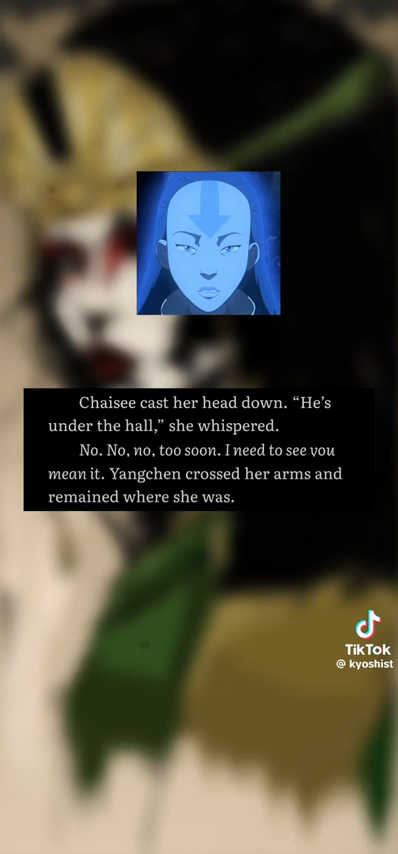 Chaisee cast her head down. “He’s
under the hall,” she whispered.
No. No, no, too soon. I need to see you
mean it. Yangchen crossed her arms and
remained where she was.
TikTok
@ kyoshist